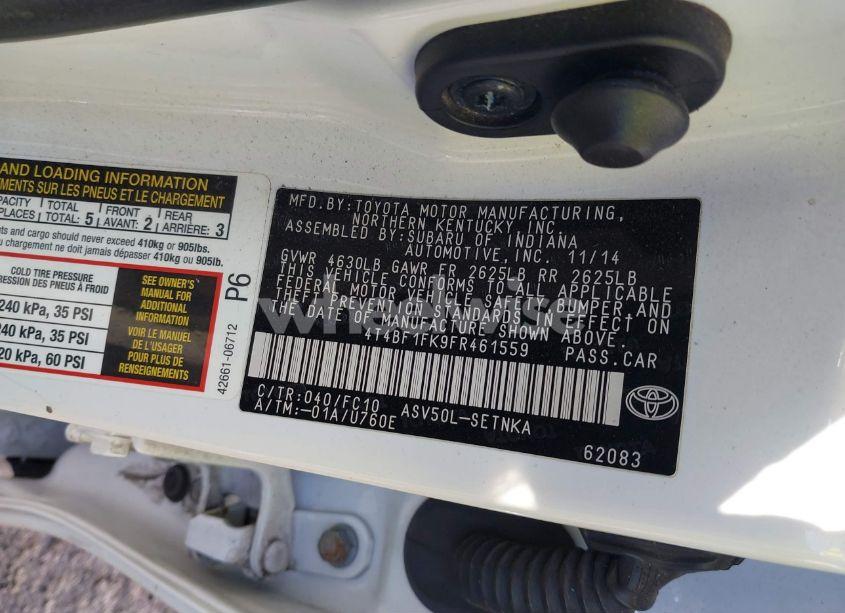 AND LOADING INFORMATION
EMENTS SUR LES PNEUS ET LE CHARGEMENT
APACITY TOTAL: 5 FRONT AVANT: 2 REAR ARRIÈRE: 3
PLACES
nts and cargo should never exceed 410kg or 905lbs.
u chargement ne doit jamais dépasser 410kg ou 905lb.
COLD TIRE PRESSURE
RESSION DES PNEUS À FROID
240 kPa, 35 PSI
240 kPa, 35 PSI
20 kPa, 60 PSI
SEE OWNER'S
MANUAL FOR
ADDITIONAL
INFORMATION
VOIR LE MANUEL
DE L'USAGER
POUR PLUS DE
RENSEIGNEMENTS
P6
42661-06712
MFD.BY:TOYOTA MOTOR MANUFACTURING,
NORTHERN KENTUCKY, INC.
ASSEMBLED BY:SUBARU OF INDIANA
AUTOMOTIVE,INC. 11/14
GVWR 4630LB GAWR FR 2625LB RR 2625LB
THIS VEHICLE CONFORMS TO ALL APPLICABLE
FEDERAL MOTOR VEHICLE SAFETY, BUMPER, AND
THEFT PREVENTION STANDARDS IN EFFECT ON
THE DATE OF MANUFACTURE SHOWN ABOVE.
4T4BF1FK9FR461559 PASS.CAR
C/TR:040/FC10 ASV50L-SETNKA
A/TM:-01A/U760E
62083
TOYOTA